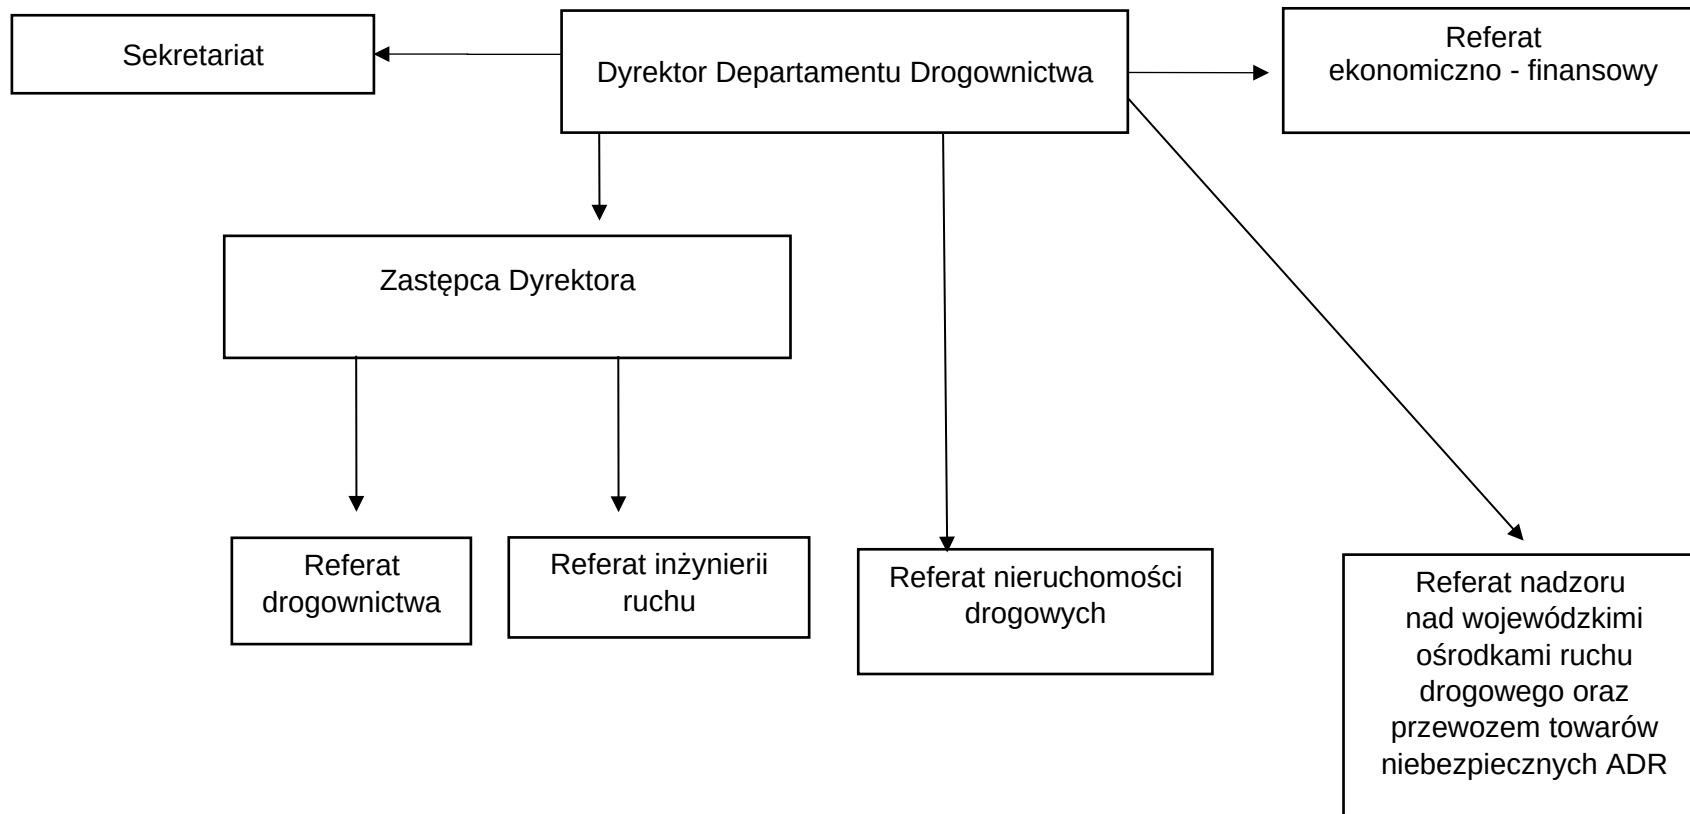 Sekretariat
Dyrektor Departamentu Drogownictwa
Referat
ekonomiczno - finansowy
Zastępca Dyrektora
Referat
drogownictwa
Referat inżynierii
ruchu
Referat nieruchomości
drogowych
Referat nadzoru
nad wojewódzkimi
ośrodkami ruchu
drogowego oraz
przewozem towarów
niebezpiecznych ADR